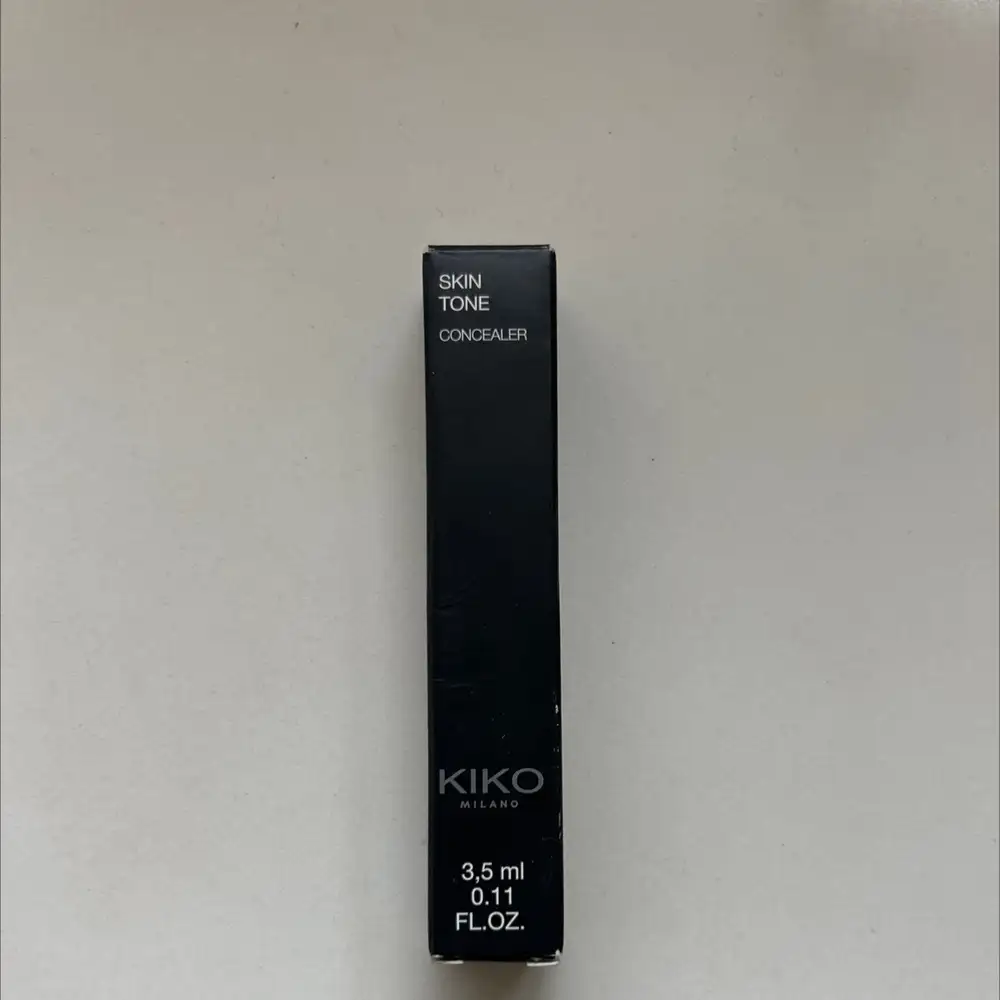 SKIN
TONE
CONCEALER
KIKO
MILANO
3,5 ml
0.11
FL.OZ.